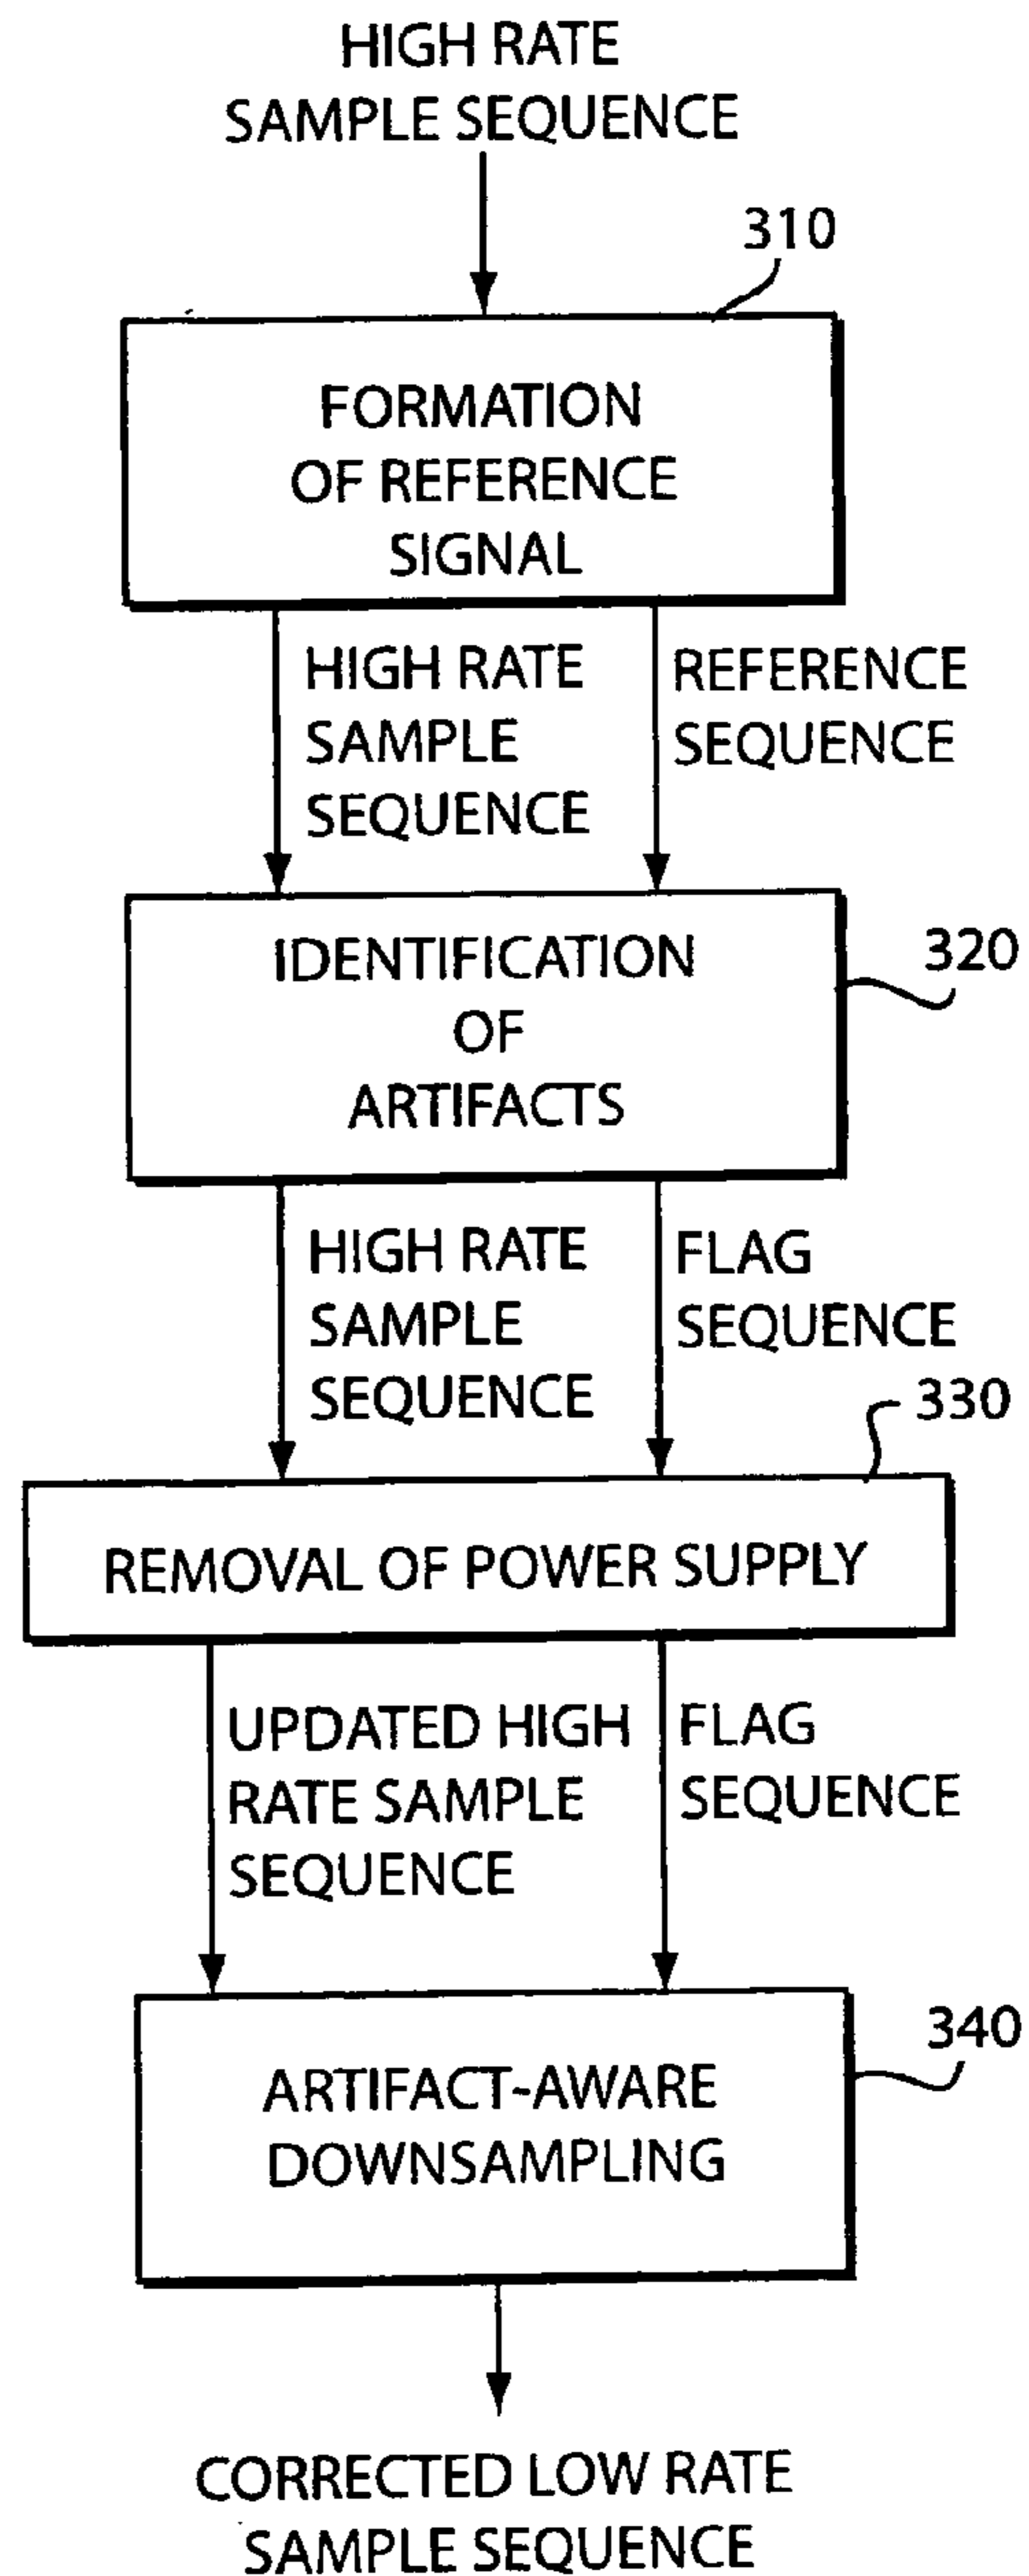 HIGH RATE
SAMPLE SEQUENCE
310
FORMATION
OF REFERENCE
SIGNAL
HIGH RATE
SAMPLE
SEQUENCE
REFERENCE
SEQUENCE
IDENTIFICATION
OF
ARTIFACTS
320
HIGH RATE
SAMPLE
SEQUENCE
FLAG
SEQUENCE
330
REMOVAL OF POWER SUPPLY
UPDATED HIGH
RATE SAMPLE
SEQUENCE
FLAG
SEQUENCE
340
ARTIFACT-AWARE
DOWNSAMPLING
CORRECTED LOW RATE
SAMPLE SEQUENCE